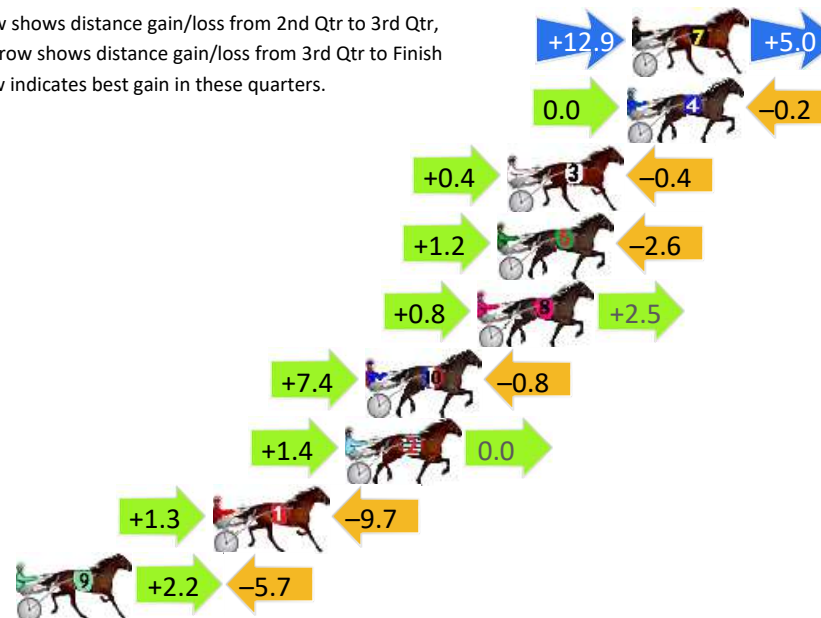 w shows distance gain/loss from 2nd Qtr to 3rd Qtr,
row shows distance gain/loss from 3rd Qtr to Finish
w indicates best gain in these quarters.
+12.9 7 +5.0
0.0 4 –0.2
+0.4 3 –0.4
+1.2 –2.6
+0.8 8 +2.5
+7.4 10 –0.8
+1.4 2 0.0
+1.3 1 –9.7
9 +2.2 –5.7